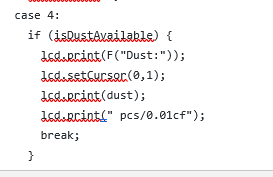 case 4:
if (isDustAvailable) {
lcd.print(F("Dust:"));
lcd.setCursor(0,1);
lcd.print(dust);
lcd.print(" pcs/0.01cf");
break;
}